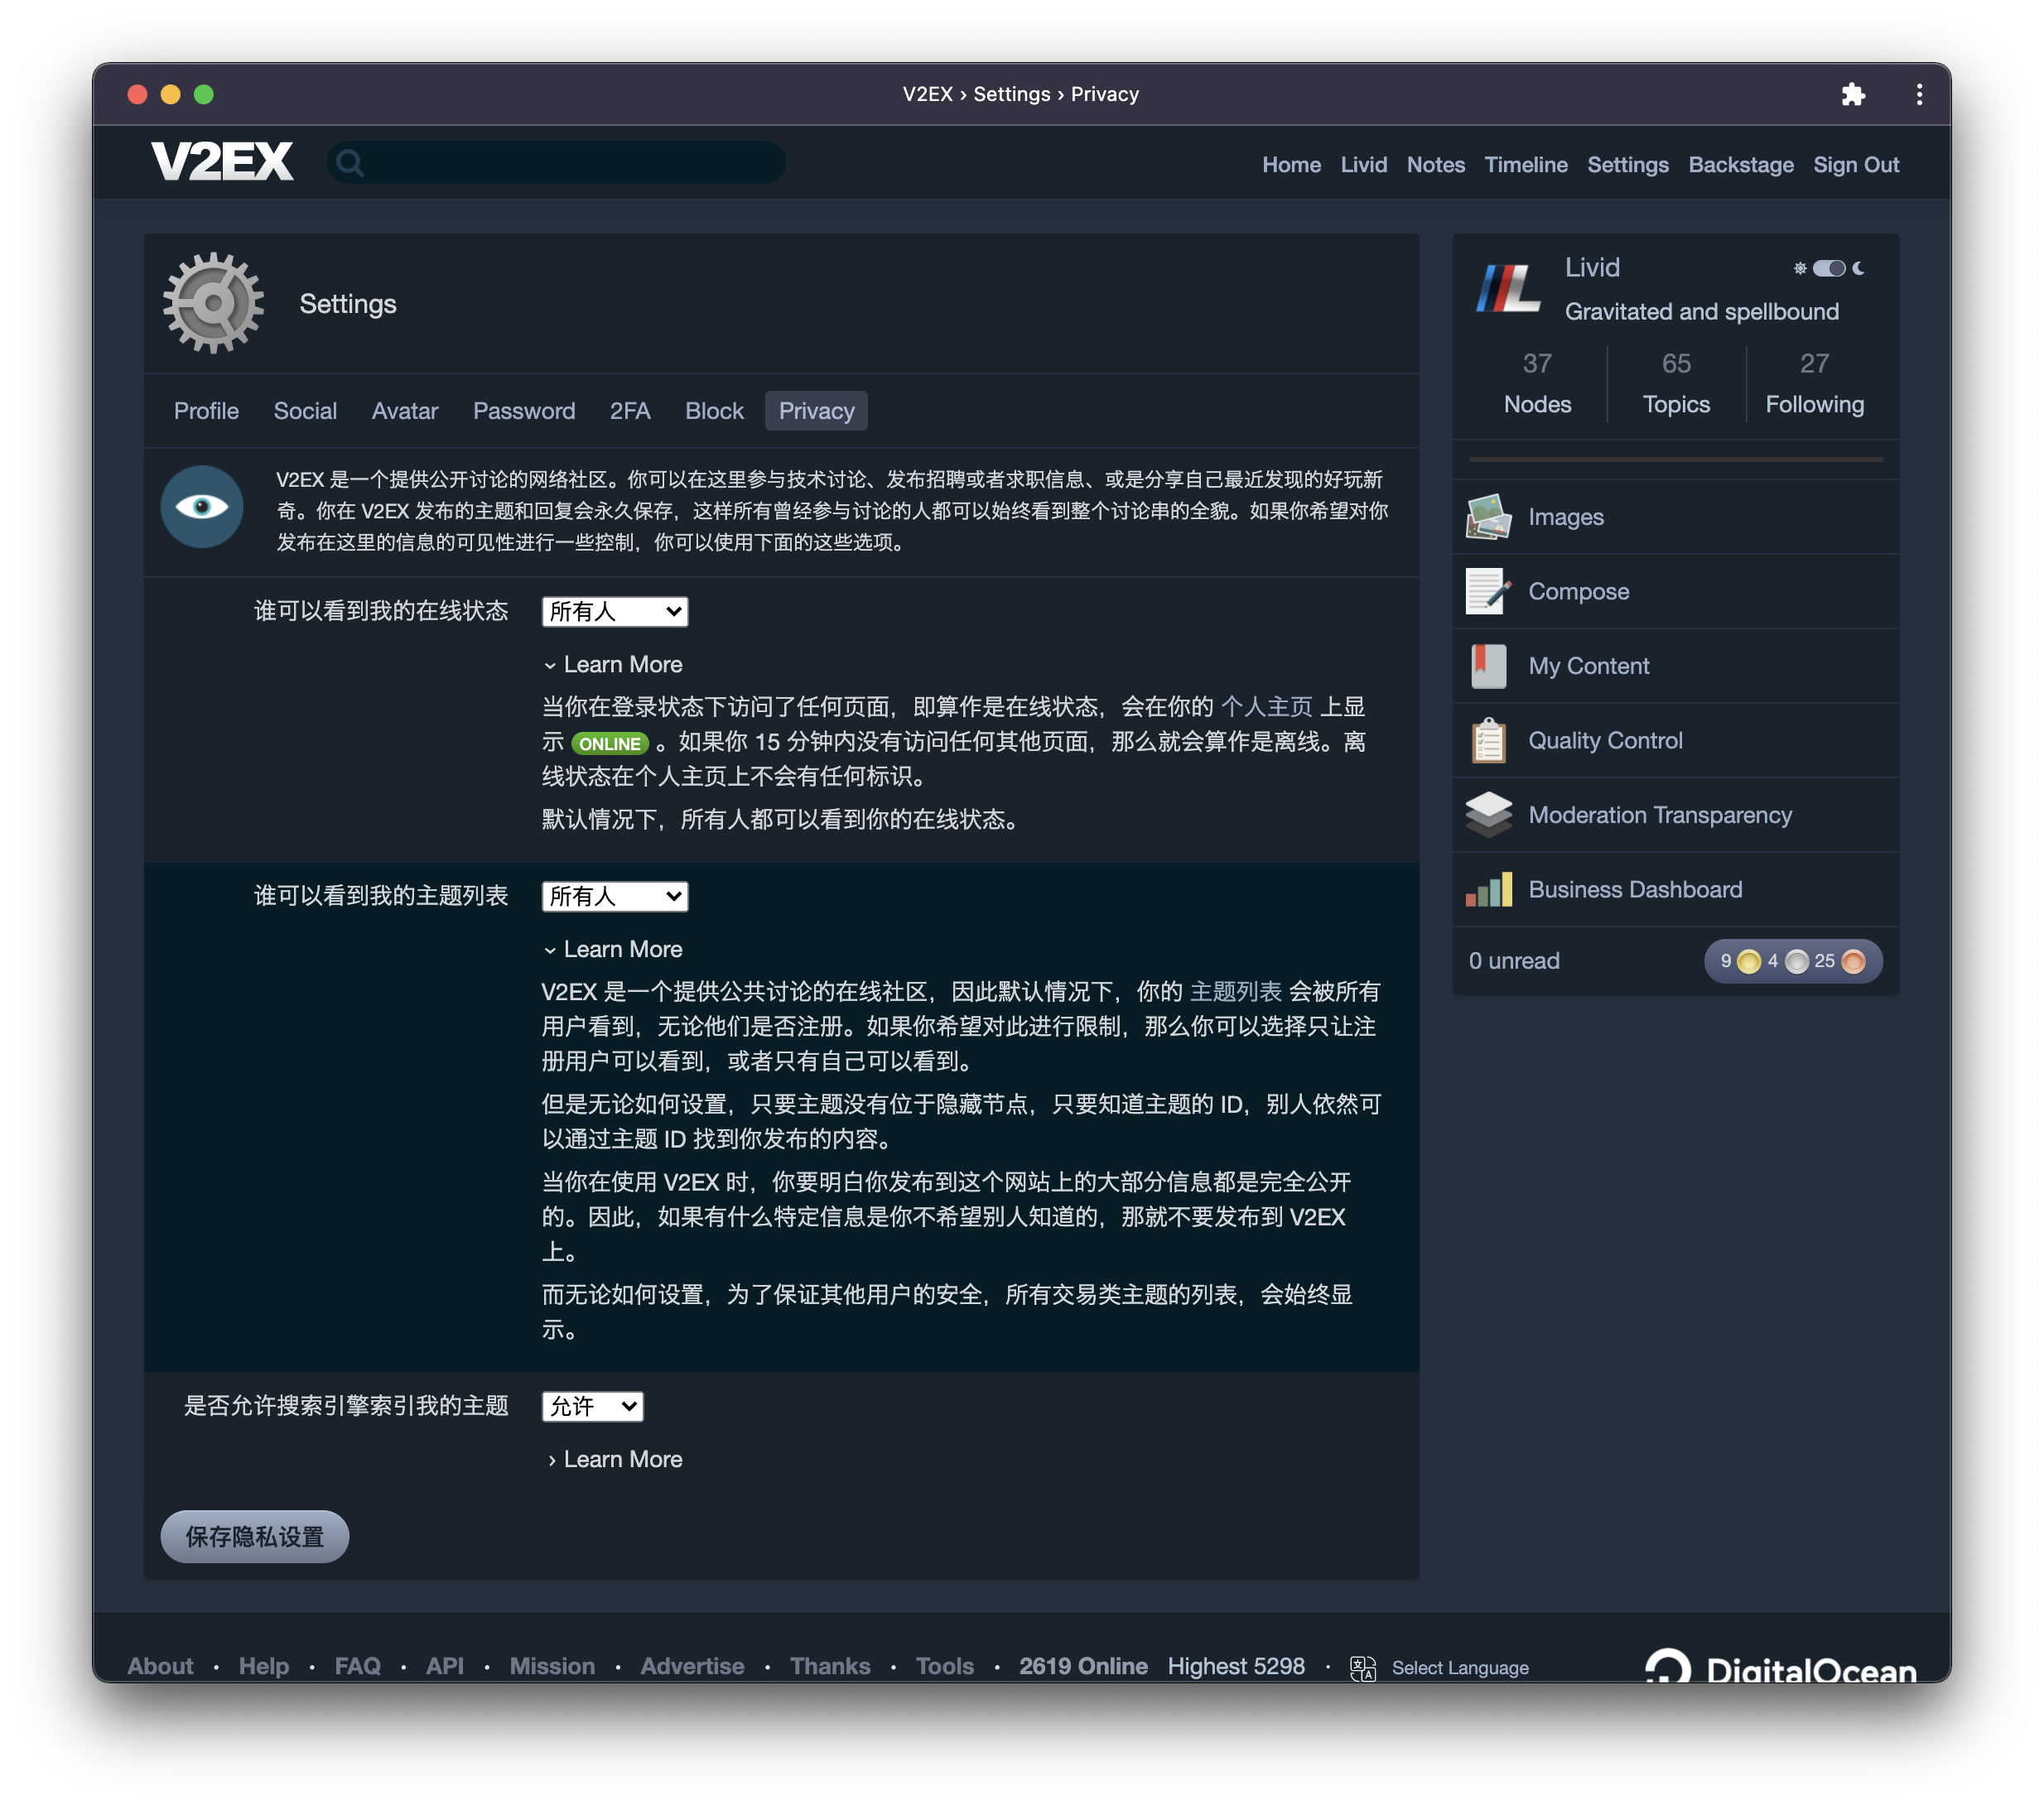 V2EX › Settings › Privacy
V2EX
Home Livid Notes Timeline Settings Backstage Sign Out
Settings
Profile Social Avatar Password 2FA Block Privacy
V2EX 是一个提供公开讨论的网络社区。你可以在这里参与技术讨论、发布招聘或者求职信息、或是分享自己最近发现的好玩新
奇。你在 V2EX 发布的主题和回复会永久保存，这样所有曾经参与讨论的人都可以始终看到整个讨论串的全貌。如果你希望对你
发布在这里的信息的可见性进行一些控制，你可以使用下面的这些选项。
谁可以看到我的在线状态 所有人
Learn More
当你在登录状态下访问了任何页面，即算作是在线状态，会在你的 个人主页 上显
示 ONLINE 。如果你 15 分钟内没有访问任何其他页面，那么就会算作是离线。离
线状态在个人主页上不会有任何标识。
默认情况下，所有人都可以看到你的在线状态。
谁可以看到我的主题列表 所有人
Learn More
V2EX 是一个提供公共讨论的在线社区，因此默认情况下，你的 主题列表 会被所有
用户看到，无论他们是否注册。如果你希望对此进行限制，那么你可以选择只让注
册用户可以看到，或者只有自己可以看到。
但是无论如何设置，只要主题没有位于隐藏节点，只要知道主题的 ID，别人依然可
以通过主题 ID 找到你发布的内容。
当你在使用 V2EX 时，你要明白你发布到这个网站上的大部分信息都是完全公开
的。因此，如果有什么特定信息是你不希望别人知道的，那就不要发布到 V2EX
上。
而无论如何设置，为了保证其他用户的安全，所有交易类主题的列表，会始终显
示。
是否允许搜索引擎索引我的主题 允许
› Learn More
保存隐私设置
Livid
Gravitated and spellbound
37 65 27
Nodes Topics Following
Images
Compose
My Content
Quality Control
Moderation Transparency
Business Dashboard
0 unread 9 4 25
About · Help · FAQ · API · Mission · Advertise · Thanks · Tools · 2619 Online Highest 5298 · Select Language
DigitalOcean